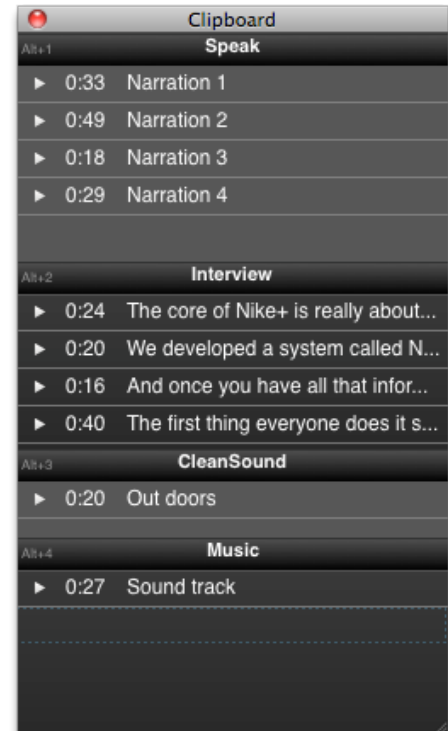 Clipboard
Alt+1 Speak
0:33 Narration 1
0:49 Narration 2
0:18 Narration 3
0:29 Narration 4
Alt+2 Interview
0:24 The core of Nike+ is really about...
0:20 We developed a system called N...
0:16 And once you have all that infor...
0:40 The first thing everyone does it s...
Alt+3 CleanSound
0:20 Out doors
Alt+4 Music
0:27 Sound track